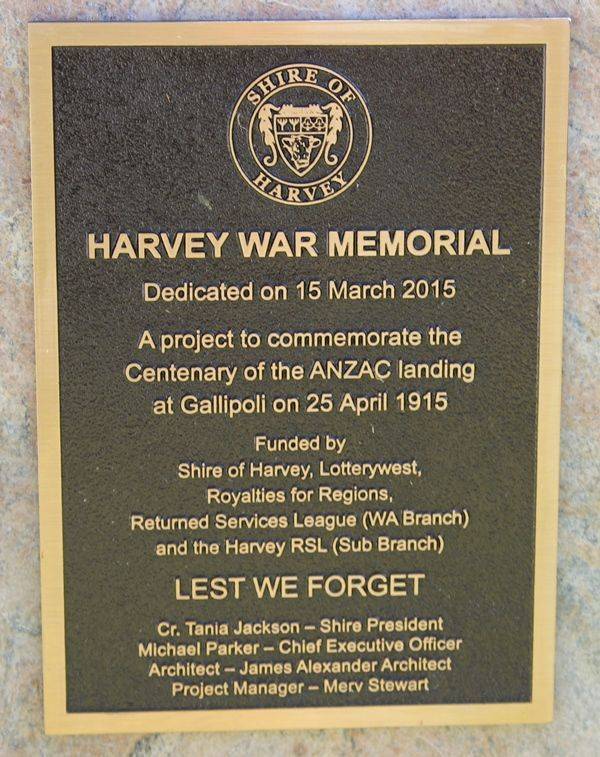 SHIRE OF
HARVEY
HARVEY WAR MEMORIAL
Dedicated on 15 March 2015
A project to commemorate the
Centenary of the ANZAC landing
at Gallipoli on 25 April 1915
Funded by
Shire of Harvey, Lotterywest,
Royalties for Regions,
Returned Services League (WA Branch)
and the Harvey RSL (Sub Branch)
LEST WE FORGET
Cr. Tania Jackson – Shire President
Michael Parker – Chief Executive Officer
Architect – James Alexander Architect
Project Manager – Merv Stewart